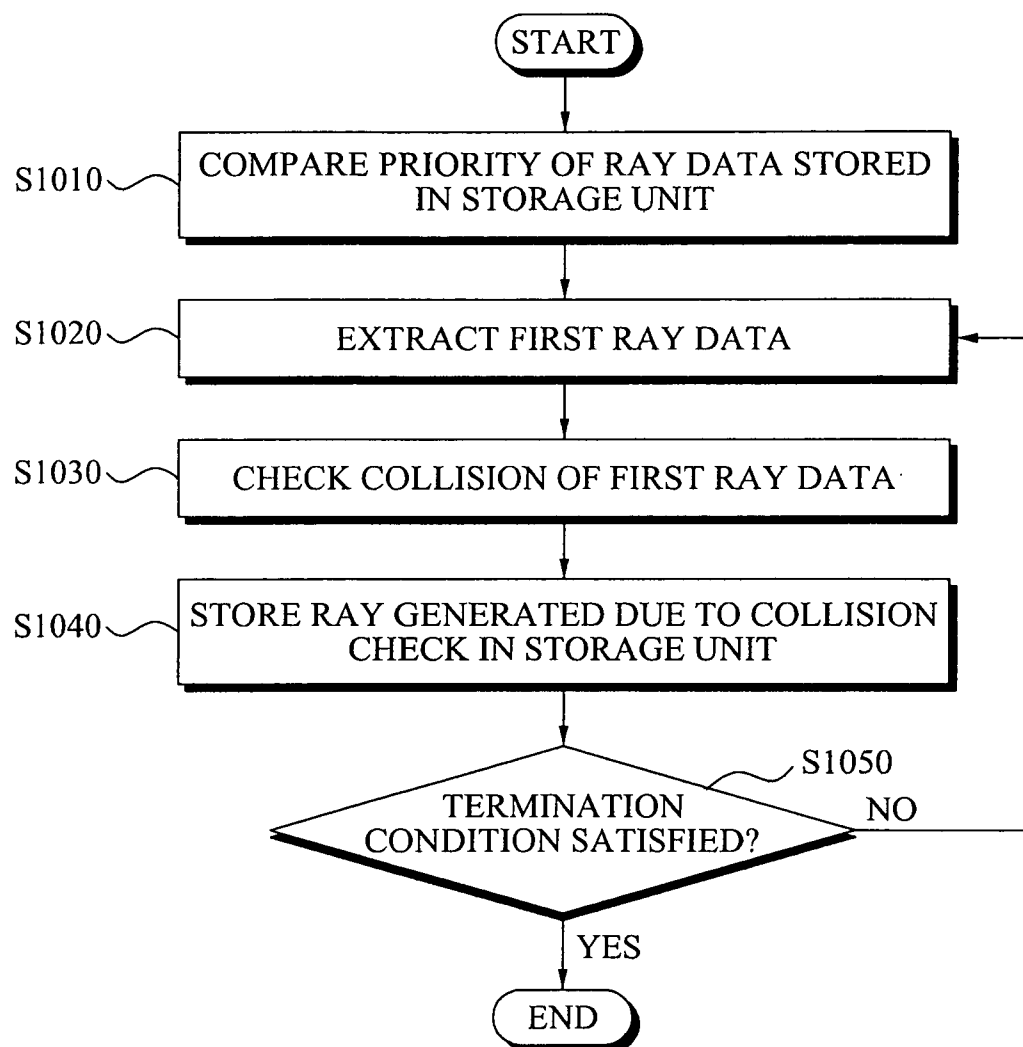 START
S1010
COMPARE PRIORITY OF RAY DATA STORED
IN STORAGE UNIT
S1020
EXTRACT FIRST RAY DATA
S1030
CHECK COLLISION OF FIRST RAY DATA
S1040
STORE RAY GENERATED DUE TO COLLISION
CHECK IN STORAGE UNIT
S1050
TERMINATION
CONDITION SATISFIED?
NO
YES
END